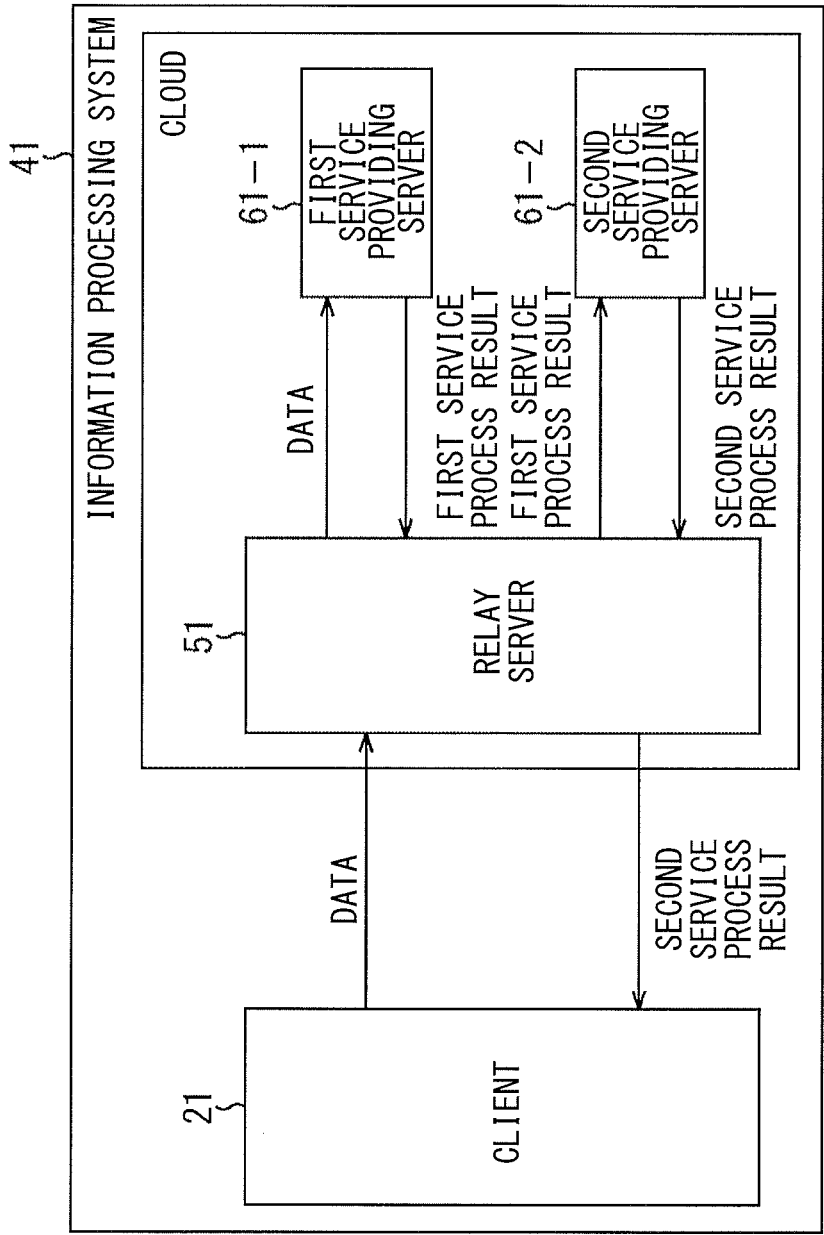 41
INFORMATION PROCESSING SYSTEM
CLOUD
21
CLIENT
DATA
SECOND
SERVICE
PROCESS
RESULT
51
RELAY
SERVER
DATA
FIRST SERVICE
PROCESS RESULT
FIRST SERVICE
PROCESS RESULT
SECOND SERVICE
PROCESS RESULT
61-1
FIRST
SERVICE
PROVIDING
SERVER
61-2
SECOND
SERVICE
PROVIDING
SERVER